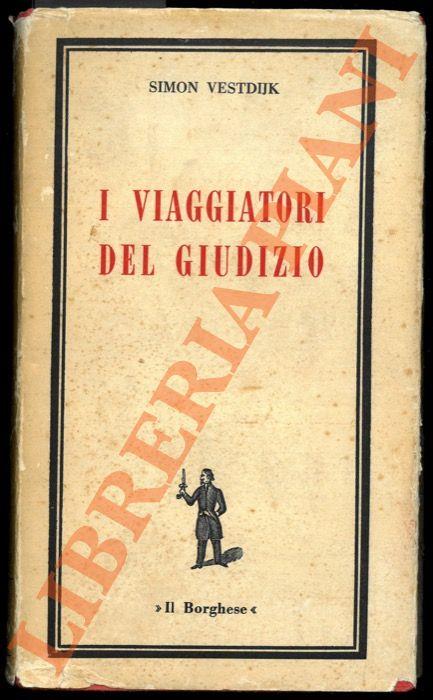 SIMON VESTDIJK
I VIAGGIATORI
DEL GIUDIZIO
»Il Borghese«
LIBRERIA PIANI